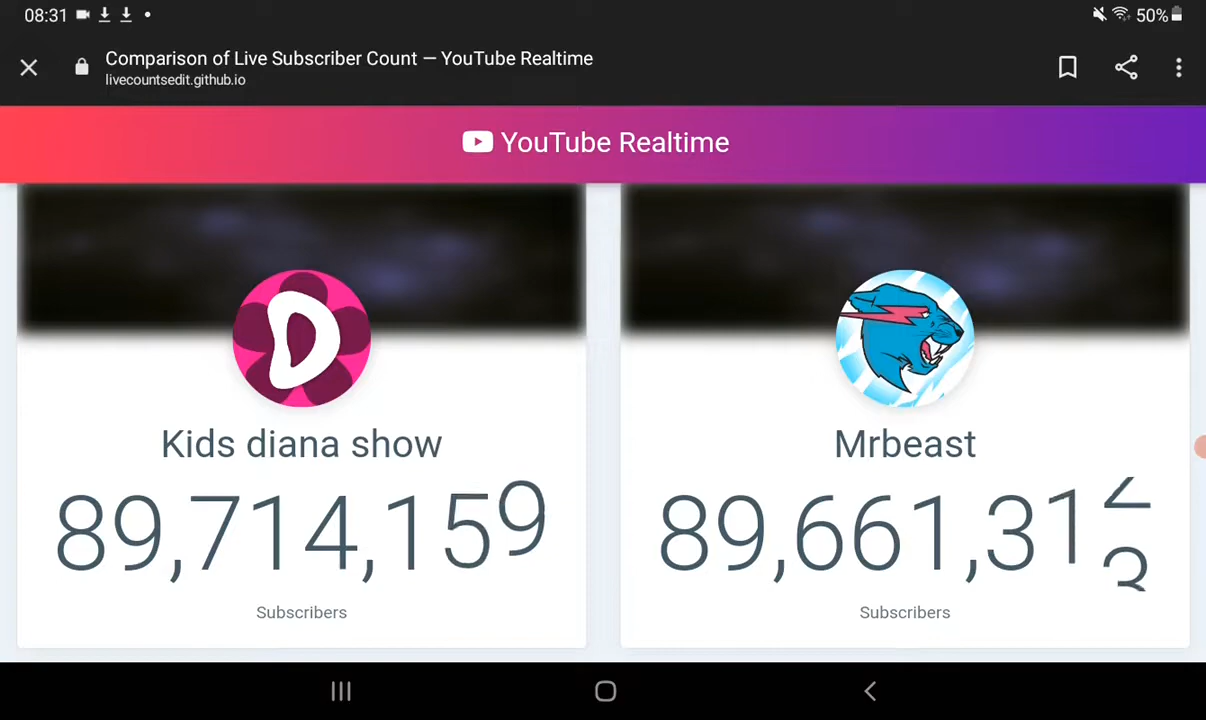 08:31
50%
Comparison of Live Subscriber Count — YouTube Realtime
livecountsedit.github.io
YouTube Realtime
D
Kids diana show
Mrbeast
89,714,159
89,661,31
Subscribers
Subscribers